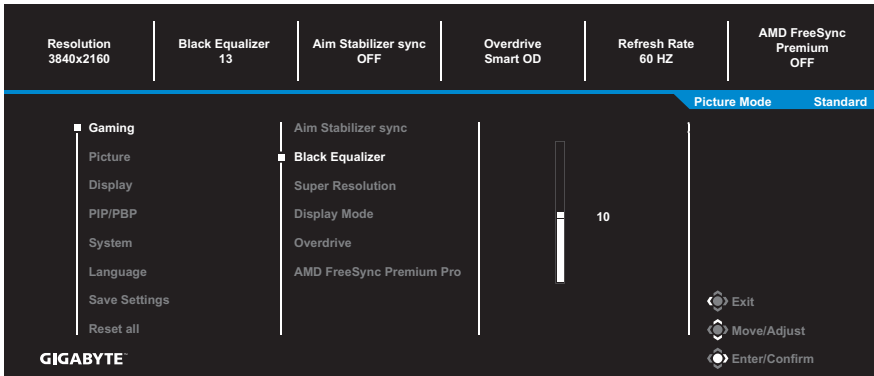 Resolution
3840x2160
Black Equalizer
13
Aim Stabilizer sync
OFF
Overdrive
Smart OD
Refresh Rate
60 HZ
AMD FreeSync
Premium
OFF
Picture Mode Standard
Gaming
Picture
Display
PIP/PBP
System
Language
Save Settings
Reset all
Aim Stabilizer sync
Black Equalizer
Super Resolution
Display Mode
Overdrive
AMD FreeSync Premium Pro
10
Exit
Move/Adjust
Enter/Confirm
GIGABYTE™